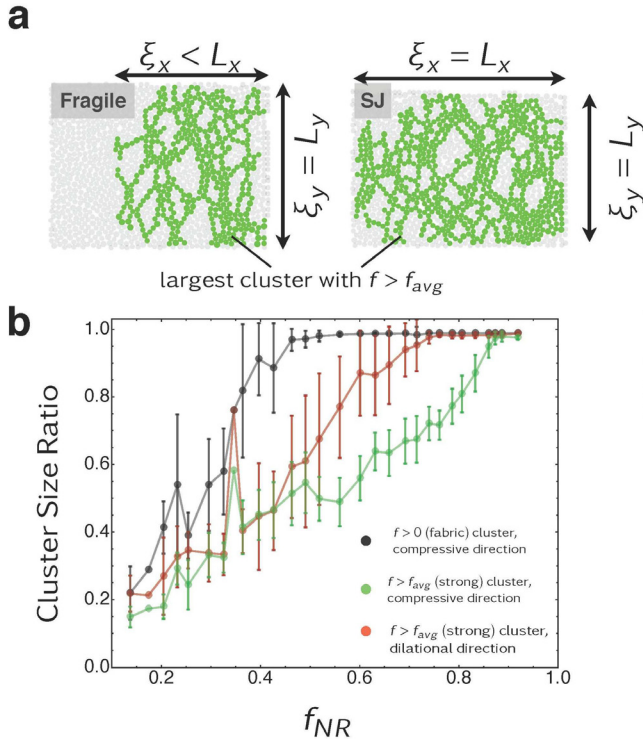 a
ξx < Lx
ξx = Lx
Fragile
SJ
ξy = Ly
ξy = Ly
largest cluster with f > favg
b
Cluster Size Ratio
1.0
0.8
0.6
0.4
0.2
0.0
f > 0 (fabric) cluster,
compressive direction
f > favg (strong) cluster,
compressive direction
f > favg (strong) cluster,
dilational direction
0.2
0.4
0.6
0.8
1.0
fNR